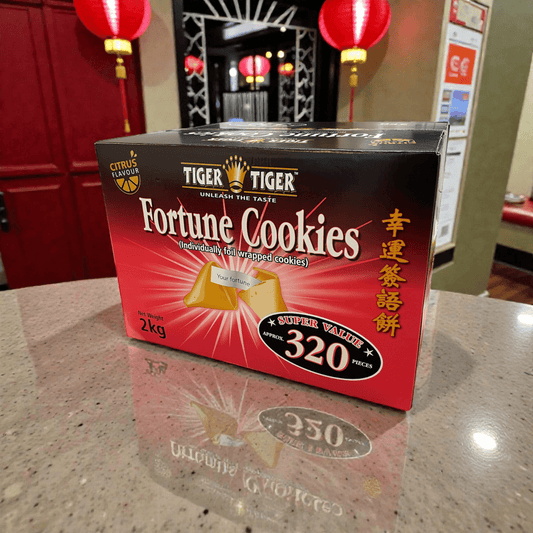 CITRUS
FLAVOUR
TIGER TIGER™
UNLEASH THE TASTE
Fortune Cookies
(Individually foil wrapped cookies)
幸運簽語餅
Your fortune
Net Weight
2kg
SUPER VALUE
APPROX. 320 PIECES